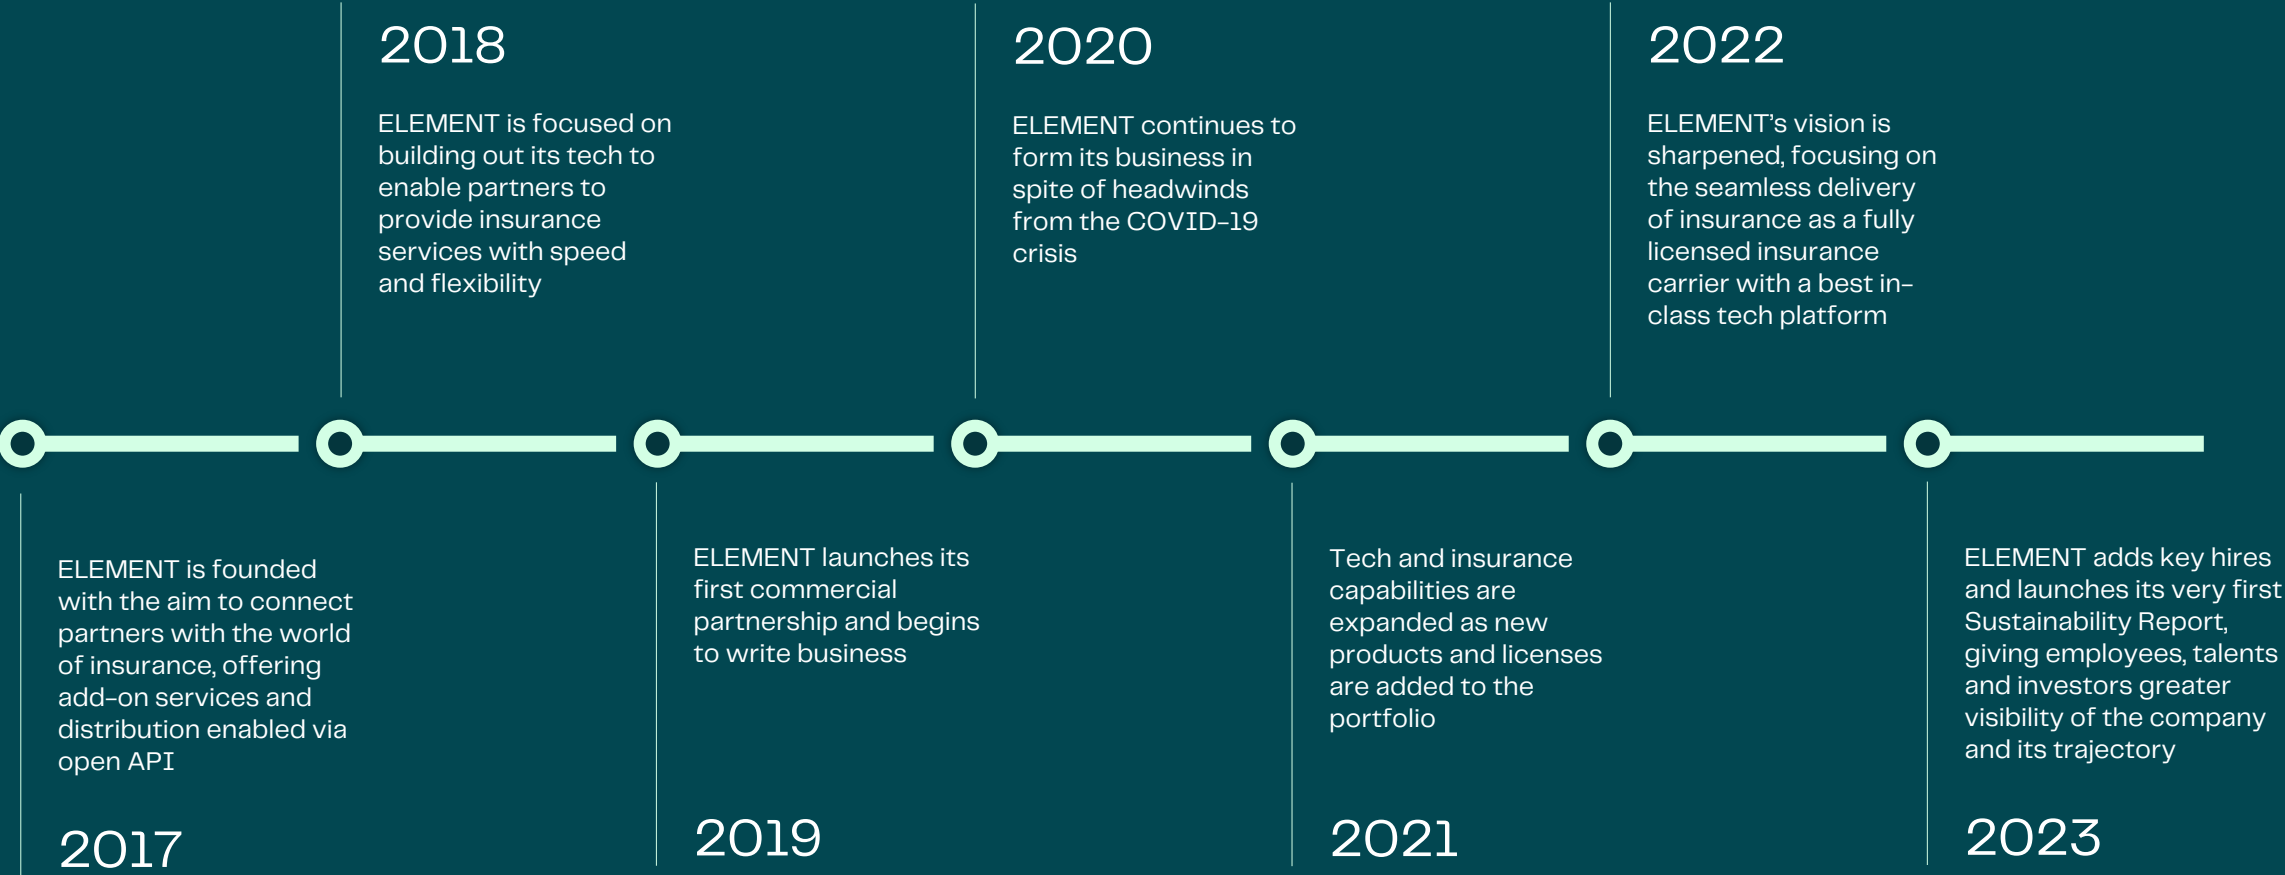 2018
ELEMENT is focused on
building out its tech to
enable partners to
provide insurance
services with speed
and flexibility
2020
ELEMENT continues to
form its business in
spite of headwinds
from the COVID-19
crisis
2022
ELEMENT’s vision is
sharpened, focusing on
the seamless delivery
of insurance as a fully
licensed insurance
carrier with a best in-
class tech platform
ELEMENT is founded
with the aim to connect
partners with the world
of insurance, offering
add-on services and
distribution enabled via
open API
2017
ELEMENT launches its
first commercial
partnership and begins
to write business
2019
Tech and insurance
capabilities are
expanded as new
products and licenses
are added to the
portfolio
2021
ELEMENT adds key hires
and launches its very first
Sustainability Report,
giving employees, talents
and investors greater
visibility of the company
and its trajectory
2023